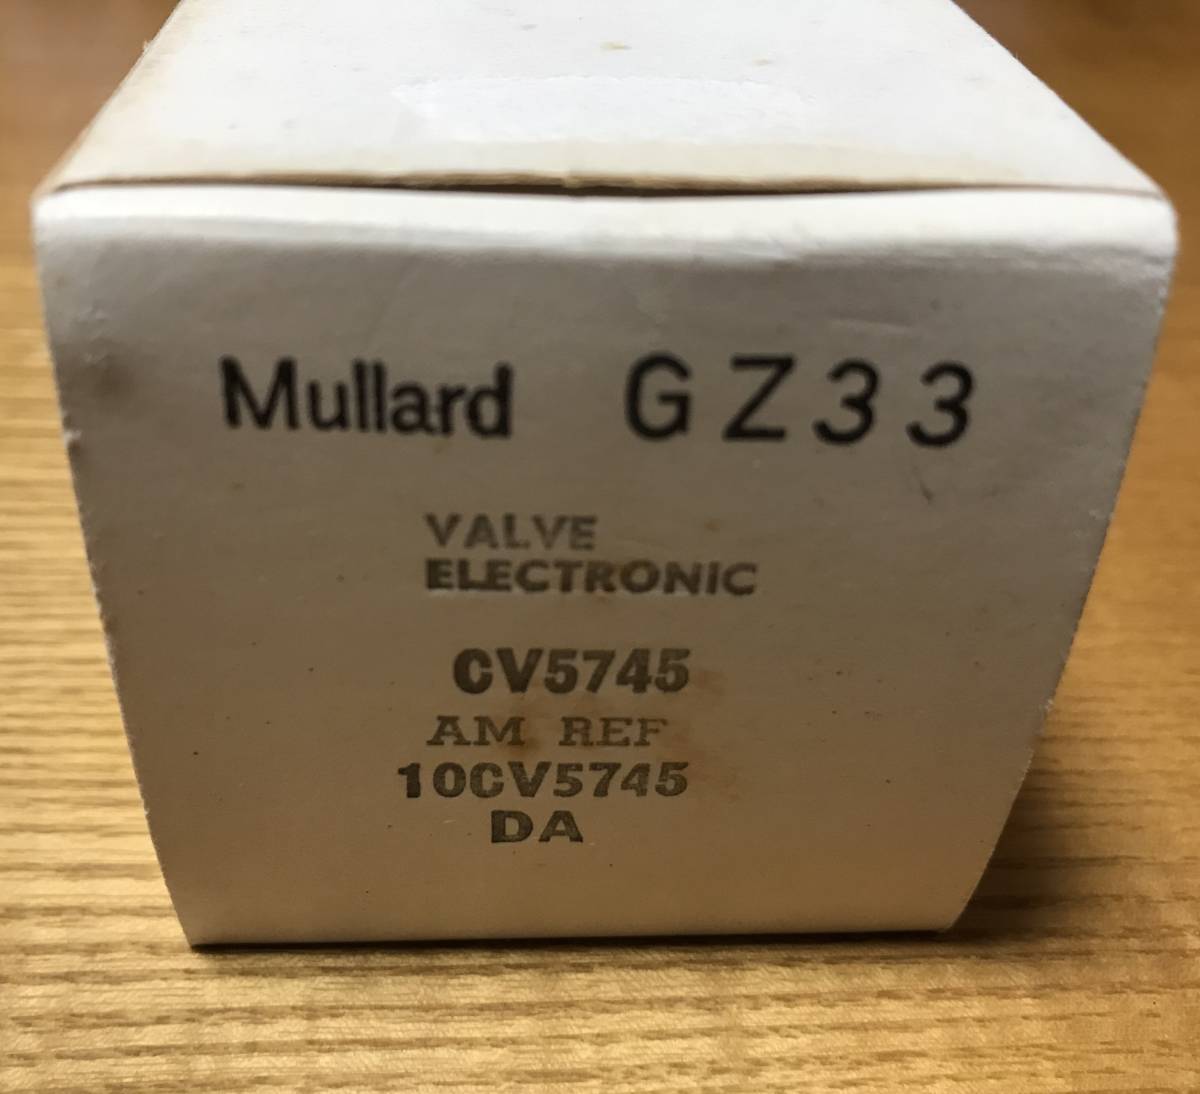 Mullard GZ33
VALVE
ELECTRONIC
CV5745
AM REF
10CV5745
DA